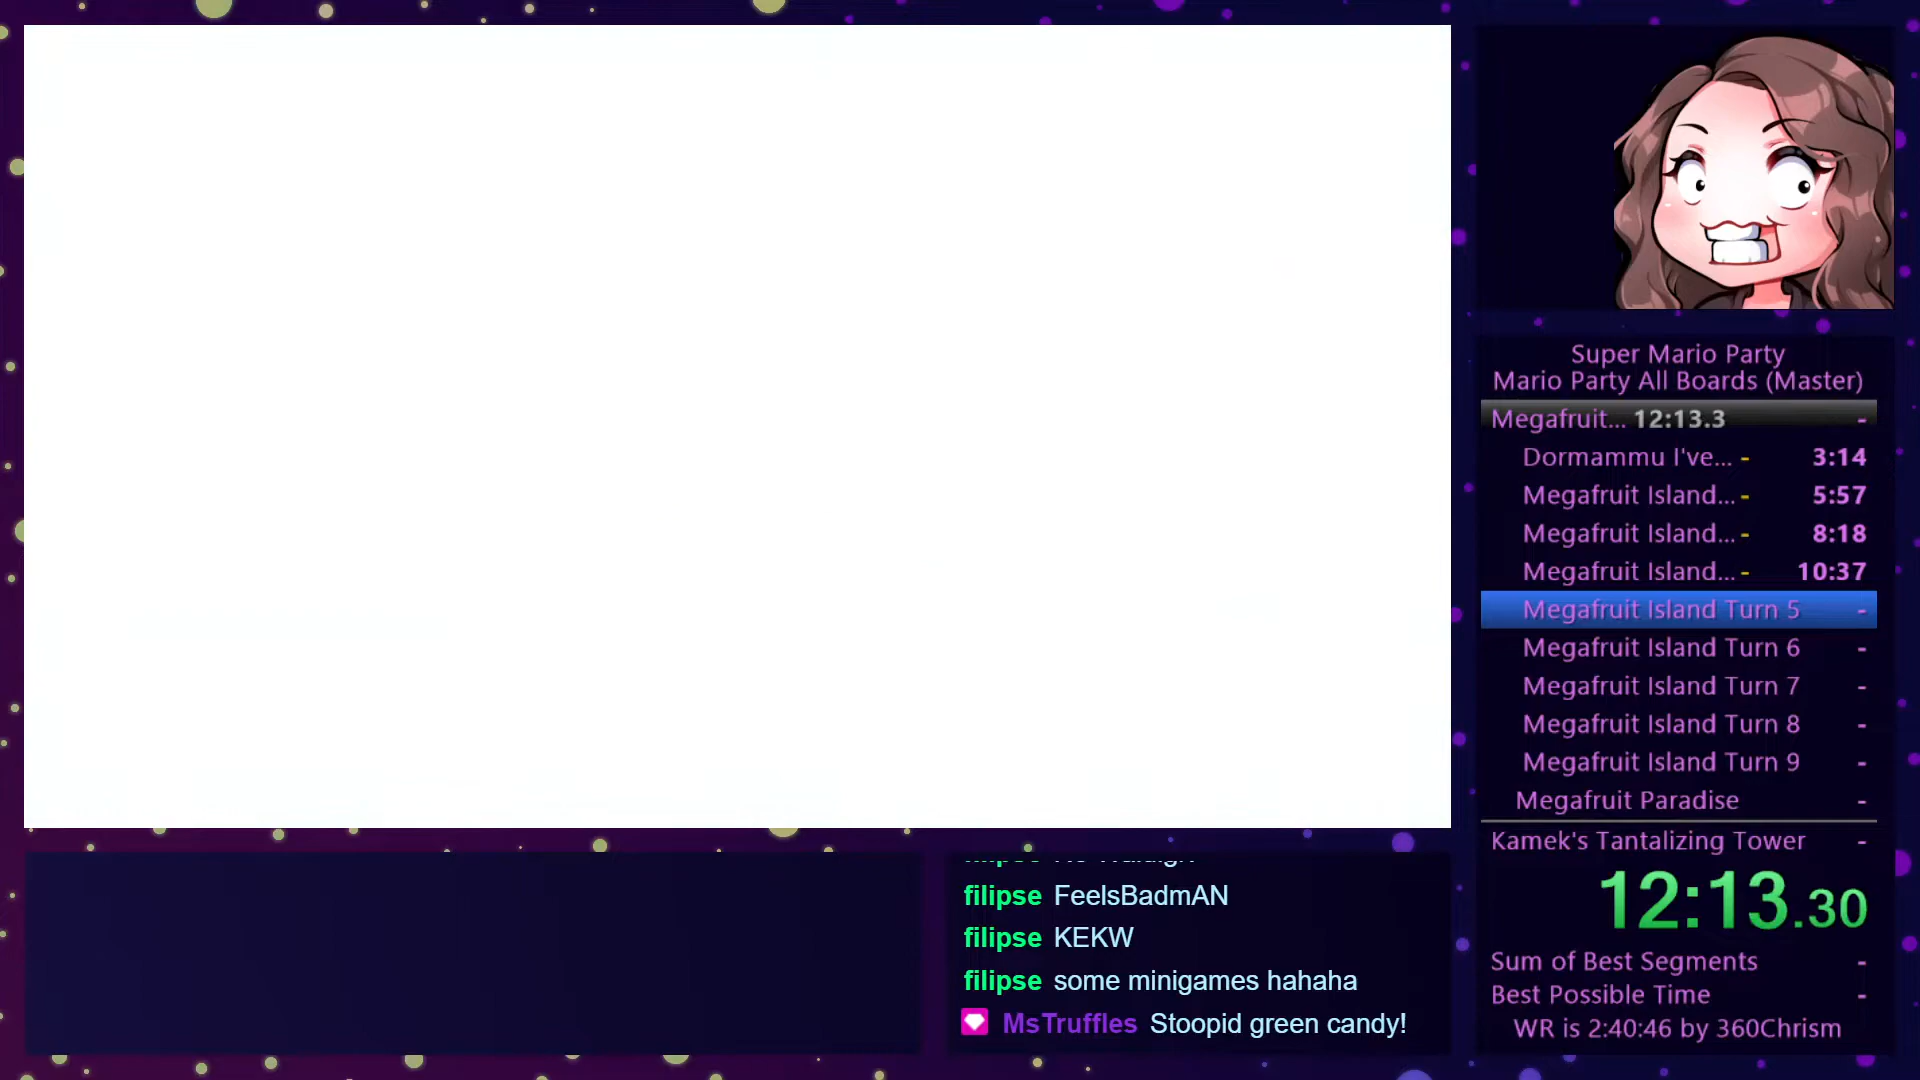 Super Mario Party
Mario Party All Boards (Master)
Megafruit... 12:13.3 -
Dormammu I've... - 3:14
Megafruit Island... - 5:57
Megafruit Island... - 8:18
Megafruit Island... - 10:37
Megafruit Island Turn 5 -
Megafruit Island Turn 6 -
Megafruit Island Turn 7 -
Megafruit Island Turn 8 -
Megafruit Island Turn 9 -
Megafruit Paradise -
Kamek's Tantalizing Tower -
12:13.30
Sum of Best Segments -
Best Possible Time -
WR is 2:40:46 by 360Chrism
filipse FeelsBadmAN
filipse KEKW
filipse some minigames hahaha
MsTruffles Stoopid green candy!